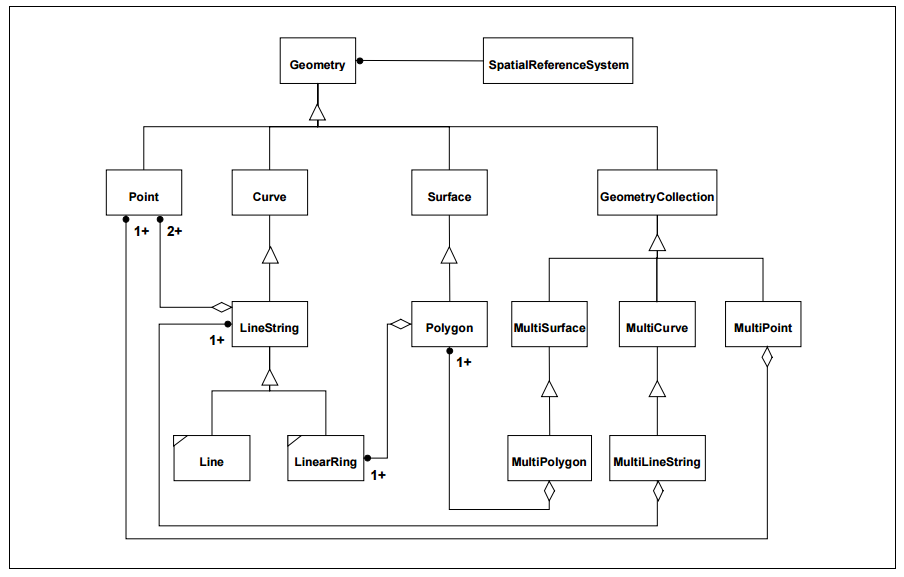 Geometry
SpatialReferenceSystem
Point
Curve
Surface
GeometryCollection
1+
2+
LineString
Polygon
MultiSurface
MultiCurve
MultiPoint
1+
1+
Line
LinearRing
MultiPolygon
MultiLineString
1+